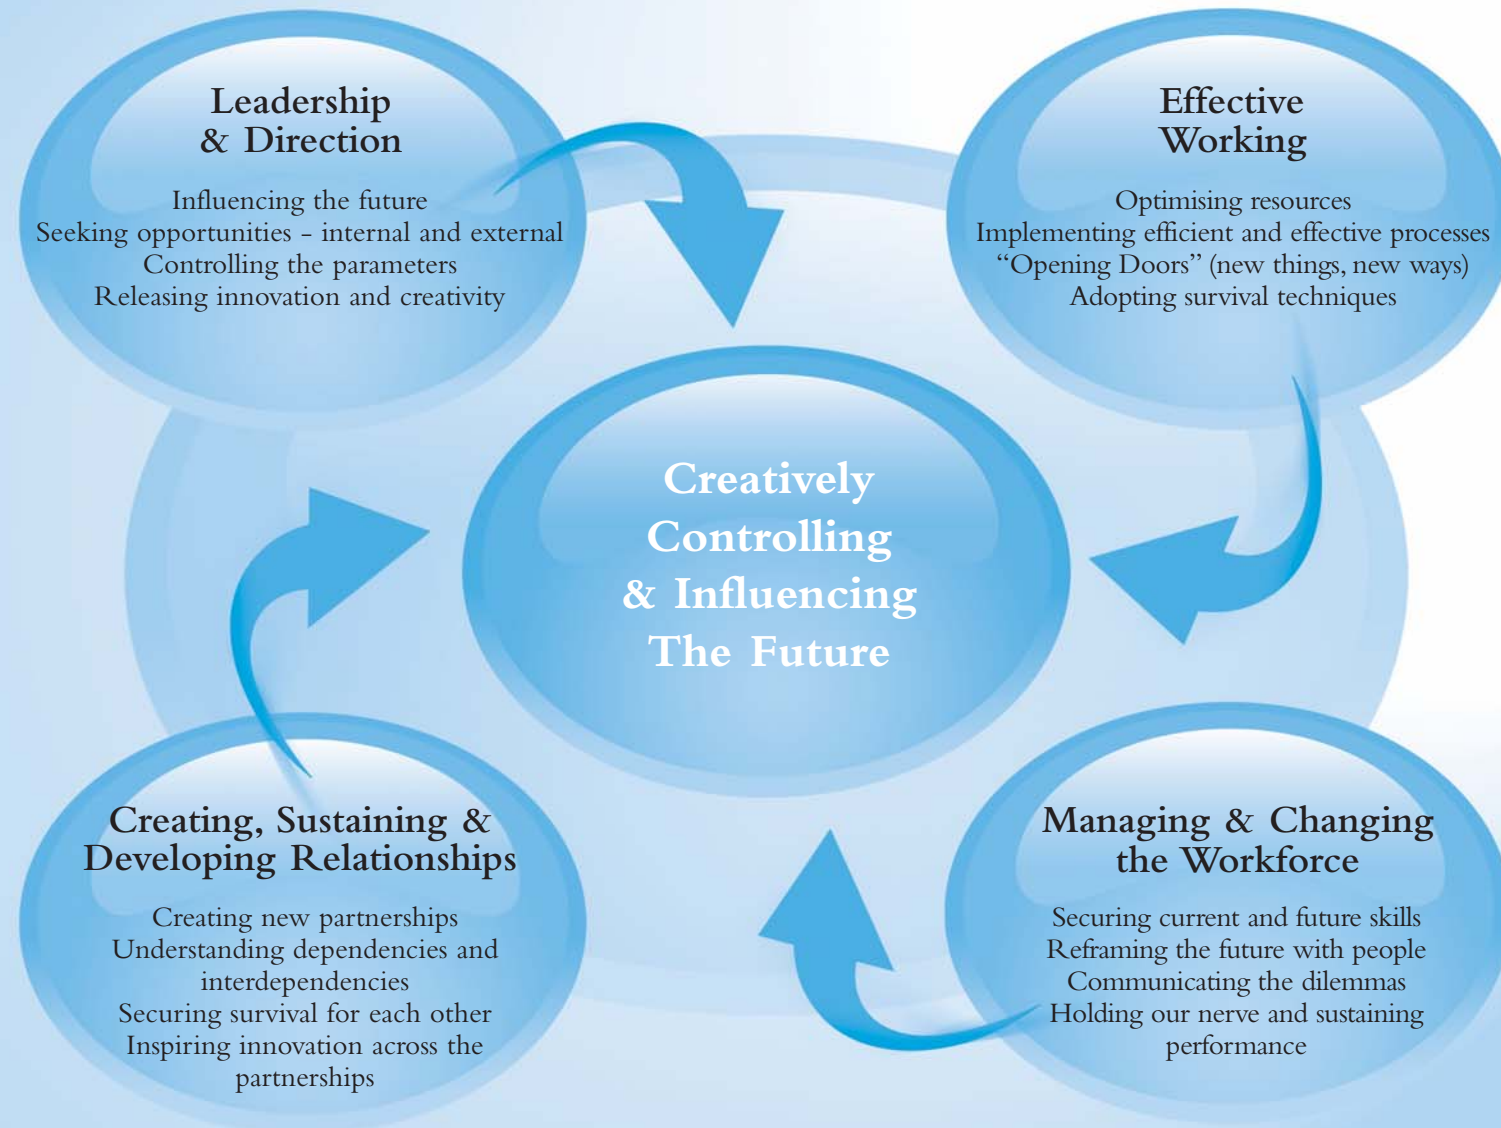 Leadership
& Direction
Influencing the future
Seeking opportunities - internal and external
Controlling the parameters
Releasing innovation and creativity
Effective
Working
Optimising resources
Implementing efficient and effective processes
“Opening Doors” (new things, new ways)
Adopting survival techniques
Creatively
Controlling
& Influencing
The Future
Creating, Sustaining &
Developing Relationships
Creating new partnerships
Understanding dependencies and
interdependencies
Securing survival for each other
Inspiring innovation across the
partnerships
Managing & Changing
the Workforce
Securing current and future skills
Reframing the future with people
Communicating the dilemmas
Holding our nerve and sustaining
performance